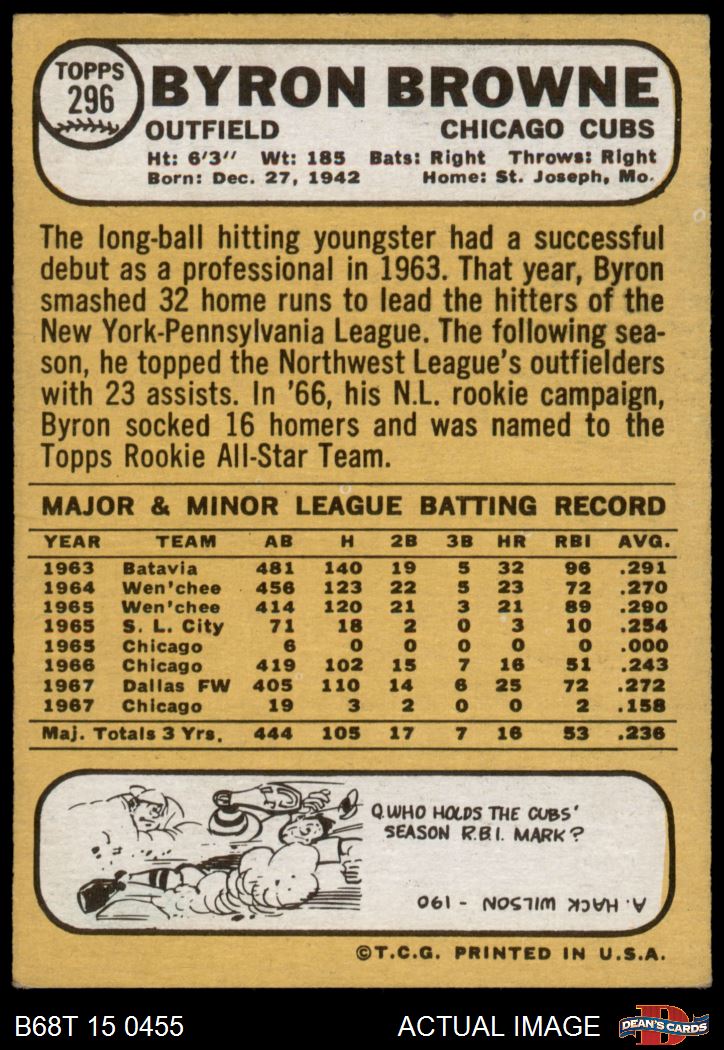 TOPPS
296
BYRON BROWNE
OUTFIELD CHICAGO CUBS
Ht: 6'3" Wt: 185 Bats: Right Throws: Right
Born: Dec. 27, 1942 Home: St. Joseph, Mo.
The long-ball hitting youngster had a successful
debut as a professional in 1963. That year, Byron
smashed 32 home runs to lead the hitters of the
New York-Pennsylvania League. The following sea-
son, he topped the Northwest League's outfielders
with 23 assists. In '66, his N.L. rookie campaign,
Byron socked 16 homers and was named to the
Topps Rookie All-Star Team.
MAJOR & MINOR LEAGUE BATTING RECORD
YEAR TEAM AB H 2B 3B HR RBI AVG.
1963 Batavia 481 140 19 5 32 96 .291
1964 Wen'chee 456 123 22 5 23 72 .270
1965 Wen'chee 414 120 21 3 21 89 .290
1965 S. L. City 71 18 2 0 3 10 .254
1965 Chicago 6 0 0 0 0 0 .000
1966 Chicago 419 102 15 7 16 51 .243
1967 Dallas FW 405 110 14 6 25 72 .272
1967 Chicago 19 3 2 0 0 2 .158
Maj. Totals 3 Yrs. 444 105 17 7 16 53 .236
Q. WHO HOLDS THE CUBS'
SEASON R.B.I. MARK?
A. HACK WILSON - 190
©T.C.G. PRINTED IN U.S.A.
B68T 15 0455 ACTUAL IMAGE
DEAN'S CARDS